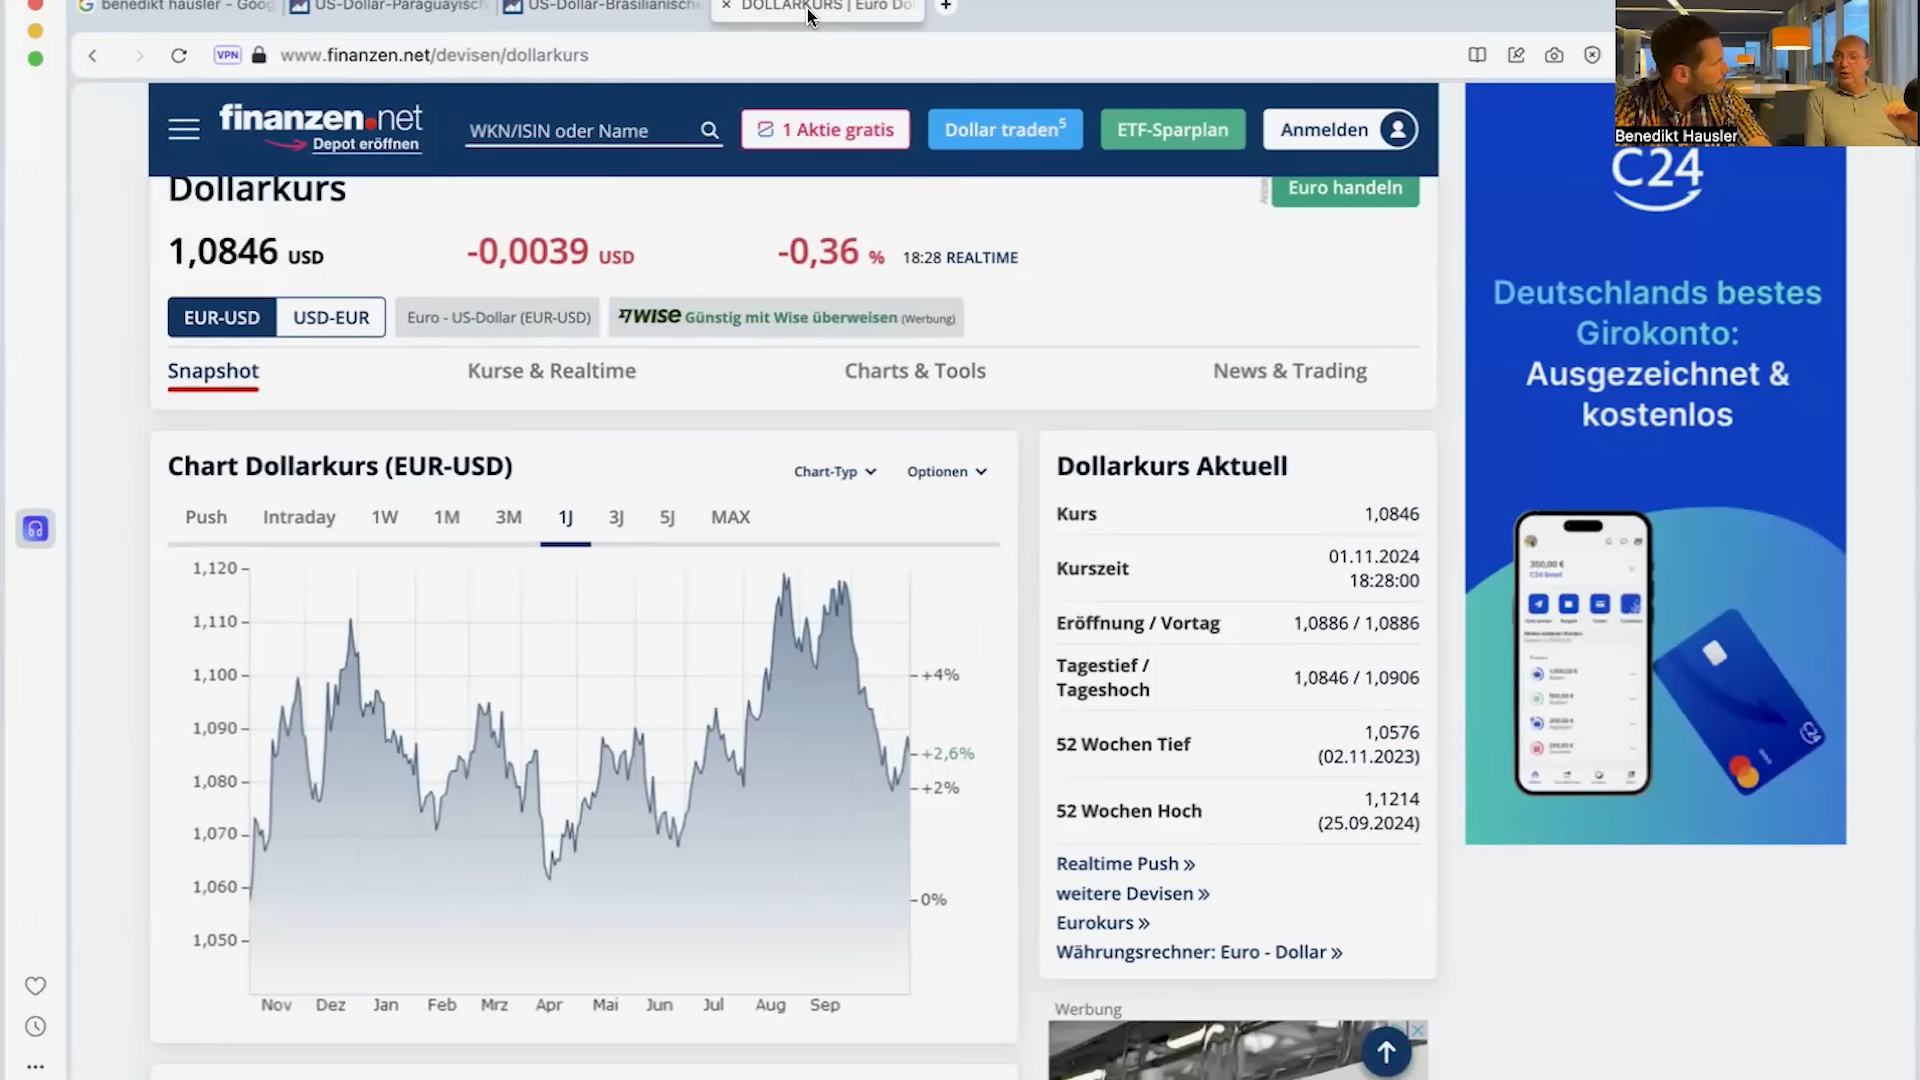 benedikt hausler - Goog
US-Dollar-Paraguayisch
US-Dollar-Brasilianische
DOLLARKURS | Euro Dol
VPN
www.finanzen.net/devisen/dollarkurs
Benedikt Hausler
finanzen.net
Depot eröffnen
WKN/ISIN oder Name
1 Aktie gratis
Dollar traden5
ETF-Sparplan
Anmelden
Dollarkurs
Euro handeln
1,0846 USD
-0,0039 USD
-0,36 %
18:28 REALTIME
EUR-USD
USD-EUR
Euro - US-Dollar (EUR-USD)
WISE Günstig mit Wise überweisen (Werbung)
Snapshot
Kurse & Realtime
Charts & Tools
News & Trading
Chart Dollarkurs (EUR-USD)
Chart-Typ
Optionen
Push
Intraday
1W
1M
3M
1J
3J
5J
MAX
1,120
1,110
1,100
1,090
1,080
1,070
1,060
1,050
+4%
+2,6%
+2%
0%
Nov
Dez
Jan
Feb
Mrz
Apr
Mai
Jun
Jul
Aug
Sep
Dollarkurs Aktuell
Kurs 1,0846
Kurszeit 01.11.2024
18:28:00
Eröffnung / Vortag 1,0886 / 1,0886
Tagestief /
Tageshoch 1,0846 / 1,0906
52 Wochen Tief 1,0576
(02.11.2023)
52 Wochen Hoch 1,1214
(25.09.2024)
Realtime Push »
weitere Devisen »
Eurokurs »
Währungsrechner: Euro - Dollar »
Werbung
C24
Deutschlands bestes
Girokonto:
Ausgezeichnet &
kostenlos
350,00 €
C24